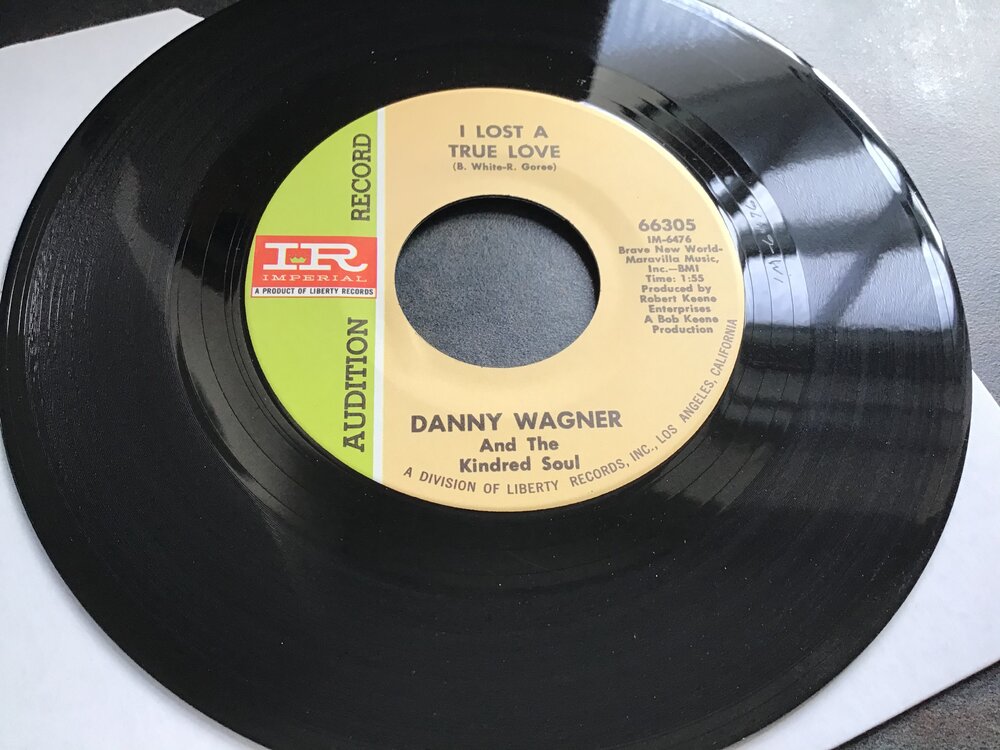 I LOST A
TRUE LOVE
(B. White-R. Goree)
AUDITION RECORD
IR
IMPERIAL
A PRODUCT OF LIBERTY RECORDS
66305
IM-6476
Brave New World-
Maravilla Music,
Inc.—BMI
Time: 1:55
Produced by
Robert Keene
Enterprises
A Bob Keene
Production
DANNY WAGNER
And The
Kindred Soul
A DIVISION OF LIBERTY RECORDS, INC., LOS ANGELES, CALIFORNIA